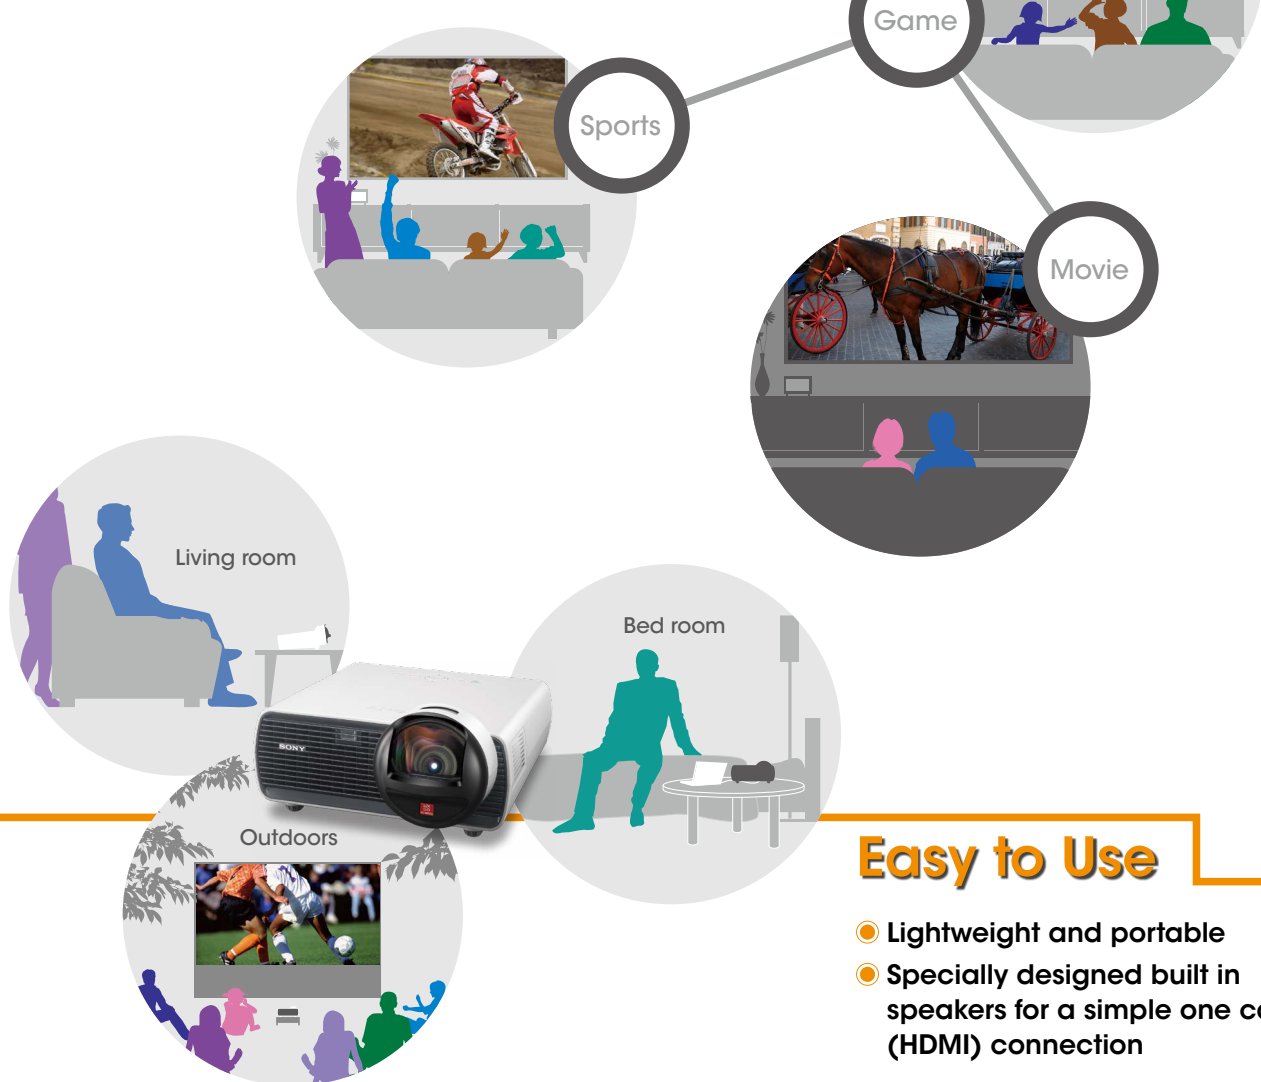 Game
Sports
Movie
Living room
Bed room
SONY
Outdoors
Easy to Use
Lightweight and portable
Specially designed built in
speakers for a simple one
(HDMI) connection